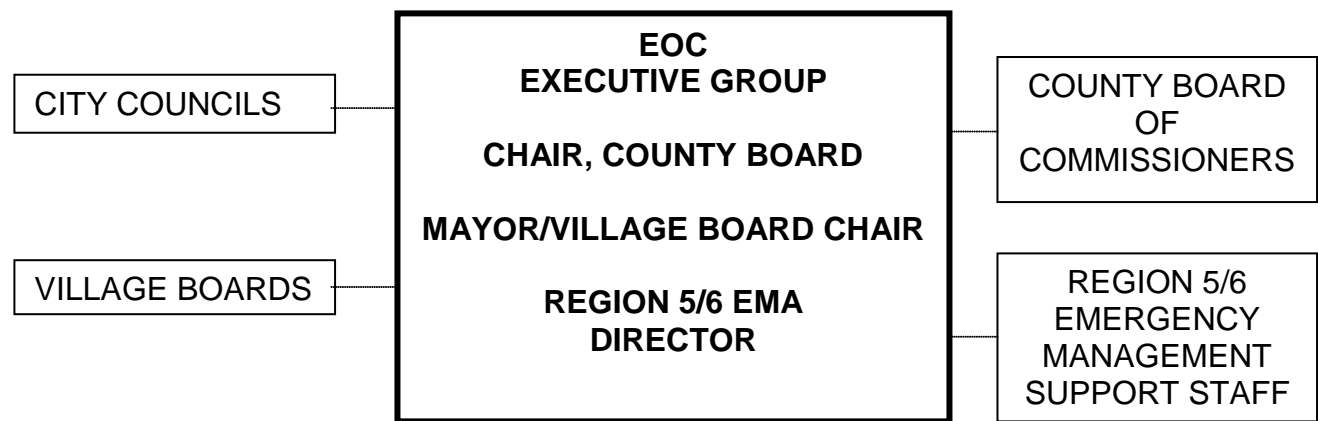 CITY COUNCILS
VILLAGE BOARDS
EOC
EXECUTIVE GROUP
CHAIR, COUNTY BOARD
MAYOR/VILLAGE BOARD CHAIR
REGION 5/6 EMA
DIRECTOR
COUNTY BOARD
OF
COMMISSIONERS
REGION 5/6
EMERGENCY
MANAGEMENT
SUPPORT STAFF